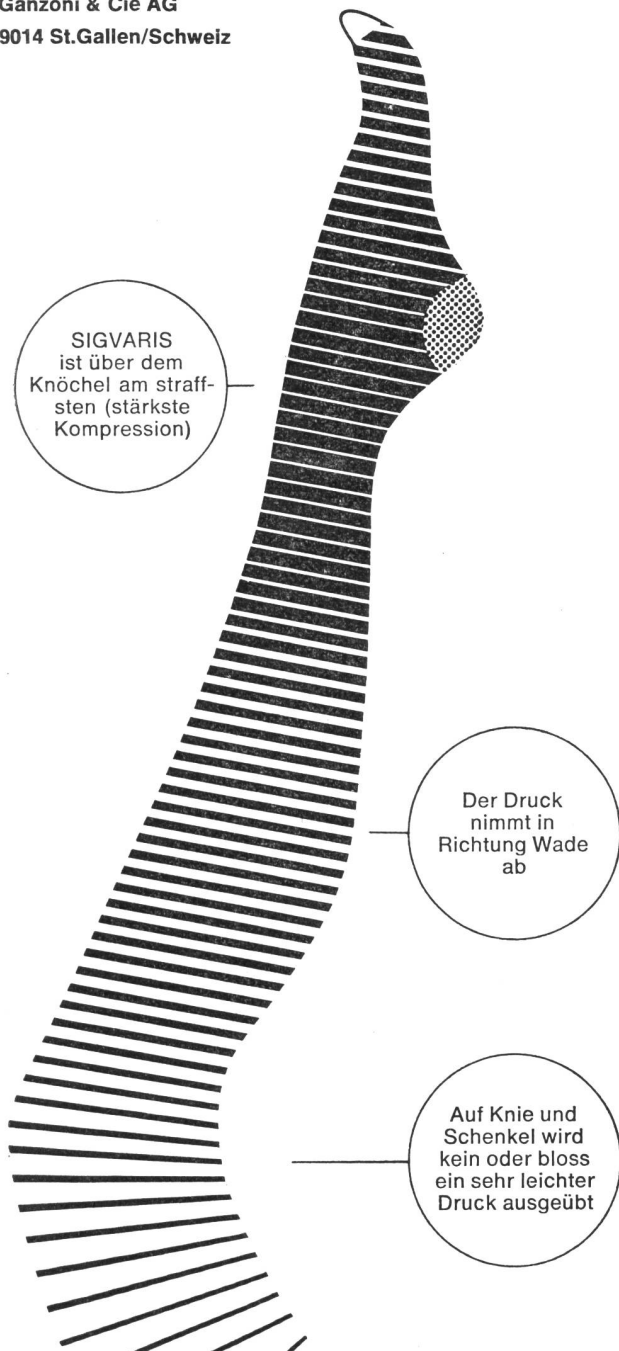 Ganzoni & Cie AG
9014 St.Gallen/Schweiz
SIGVARIS
ist über dem
Knöchel am straff-
sten (stärkste
Kompression)
Der Druck
nimmt in
Richtung Wade
ab
Auf Knie und
Schenkel wird
kein oder bloss
ein sehr leichter
Druck ausgeübt